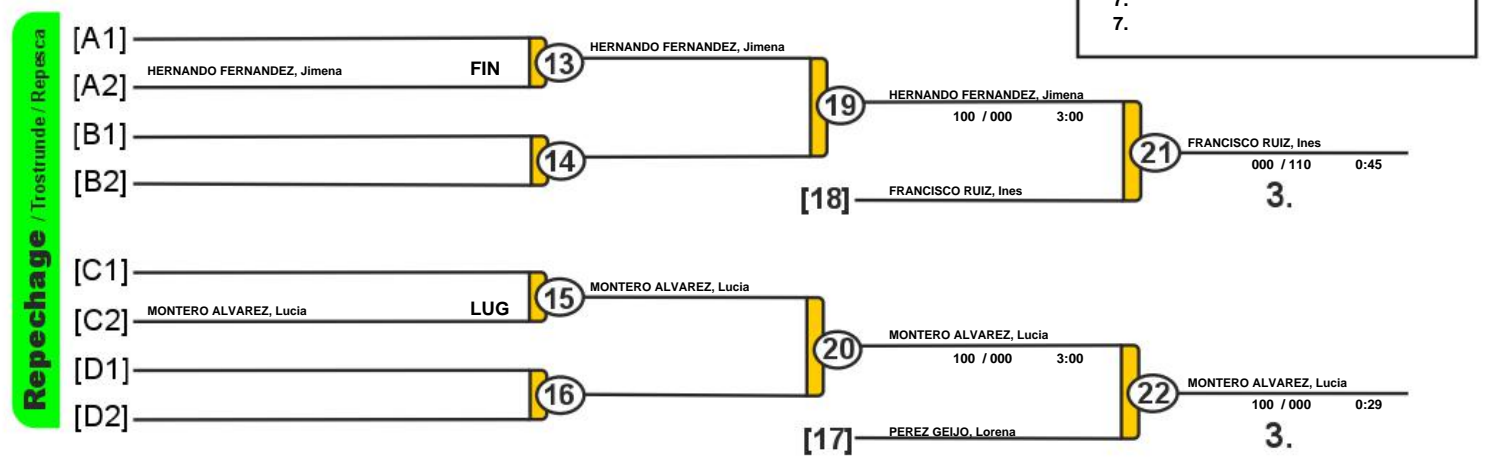 7.
7.
Repechage / Trostrunde / Repesca
[A1]
HERNANDO FERNANDEZ, Jimena FIN
[A2]
13
HERNANDO FERNANDEZ, Jimena
[B1]
[B2]
14
19
HERNANDO FERNANDEZ, Jimena
100 / 000 3:00
[18]
FRANCISCO RUIZ, Ines
21
FRANCISCO RUIZ, Ines
000 / 110 0:45
3.
[C1]
MONTERO ALVAREZ, Lucia LUG
[C2]
15
MONTERO ALVAREZ, Lucia
[D1]
[D2]
16
20
MONTERO ALVAREZ, Lucia
100 / 000 3:00
[17]
PEREZ GEIJO, Lorena
22
MONTERO ALVAREZ, Lucia
100 / 000 0:29
3.